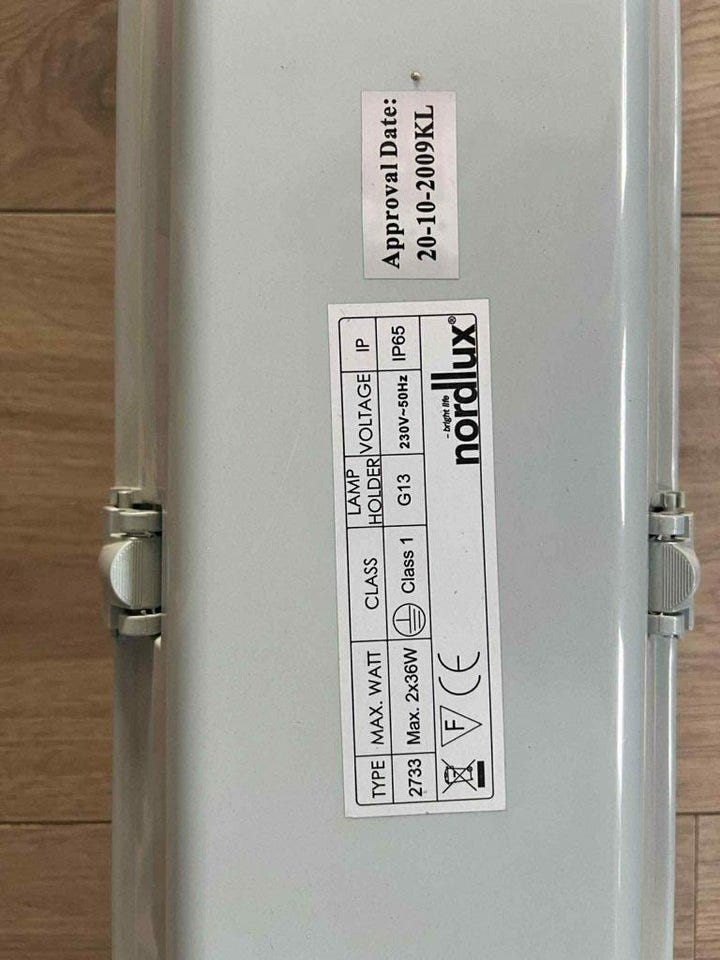 Approval Date:
20-10-2009KL
TYPE MAX. WATT CLASS LAMP HOLDER VOLTAGE IP
2733 Max. 2x36W Class 1 G13 230V~50Hz IP65
F CE
- bright life
nordlux®